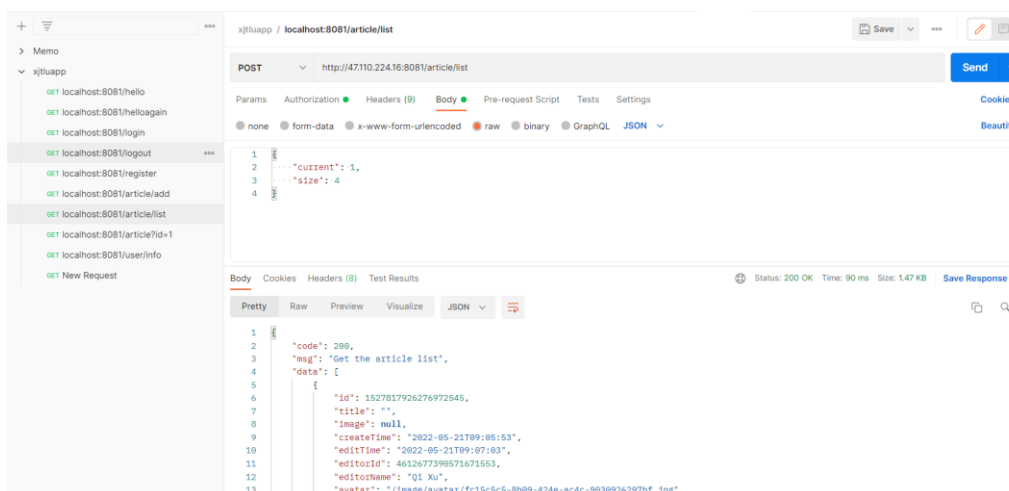 xjtluapp / localhost:8081/article/list
Save
Memo
xjtluapp
POST http://47.110.224.16:8081/article/list Send
GET localhost:8081/hello
GET localhost:8081/helloagain
GET localhost:8081/login
GET localhost:8081/logout
GET localhost:8081/register
GET localhost:8081/article/add
GET localhost:8081/article/list
GET localhost:8081/article?id=1
GET localhost:8081/user/info
GET New Request
Params Authorization Headers (9) Body Pre-request Script Tests Settings Cookie
none form-data x-www-form-urlencoded raw binary GraphQL JSON Beautif
1 {
2 "current": 1,
3 "size": 4
4 }
Body Cookies Headers (8) Test Results Status: 200 OK Time: 90 ms Size: 1.47 KB Save Response
Pretty Raw Preview Visualize JSON
1 {
2 "code": 200,
3 "msg": "Get the article list",
4 "data": [
5 {
6 "id": 1527817926276972545,
7 "title": "",
8 "image": null,
9 "createTime": "2022-05-21T09:05:53",
10 "editTime": "2022-05-21T09:07:03",
11 "editorId": 4612677390571671553,
12 "editorName": "Qi Xu",
13 "avatar":